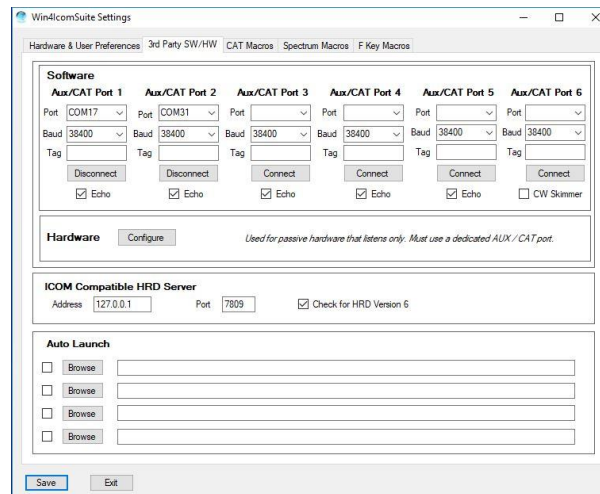 Win4IcomSuite Settings
Hardware & User Preferences 3rd Party SW/HW CAT Macros Spectrum Macros F Key Macros
Software
Aux/CAT Port 1 Aux/CAT Port 2 Aux/CAT Port 3 Aux/CAT Port 4 Aux/CAT Port 5 Aux/CAT Port 6
Port COM17 Port COM31 Port Port Port Port
Baud 38400 Baud 38400 Baud 38400 Baud 38400 Baud 38400 Baud 38400
Tag Tag Tag Tag Tag Tag
Disconnect Disconnect Connect Connect Connect Connect
Echo Echo Echo Echo Echo CW Skimmer
Hardware Configure Used for passive hardware that listens only. Must use a dedicated AUX / CAT port.
ICOM Compatible HRD Server
Address 127.0.0.1 Port 7809 Check for HRD Version 6
Auto Launch
Browse
Browse
Browse
Browse
Save Exit